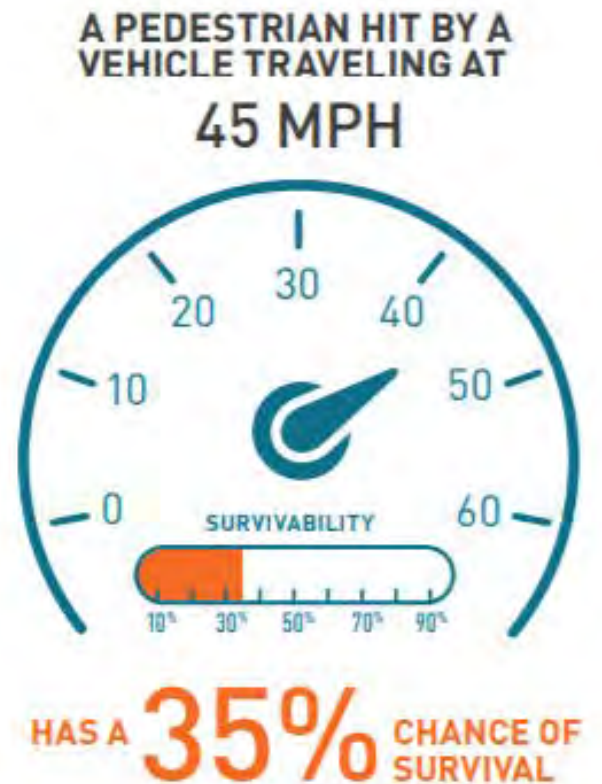 A PEDESTRIAN HIT BY A
VEHICLE TRAVELING AT
45 MPH
0
10
20
30
40
50
60
SURVIVABILITY
10% 30% 50% 70% 90%
HAS A 35% CHANCE OF
SURVIVAL